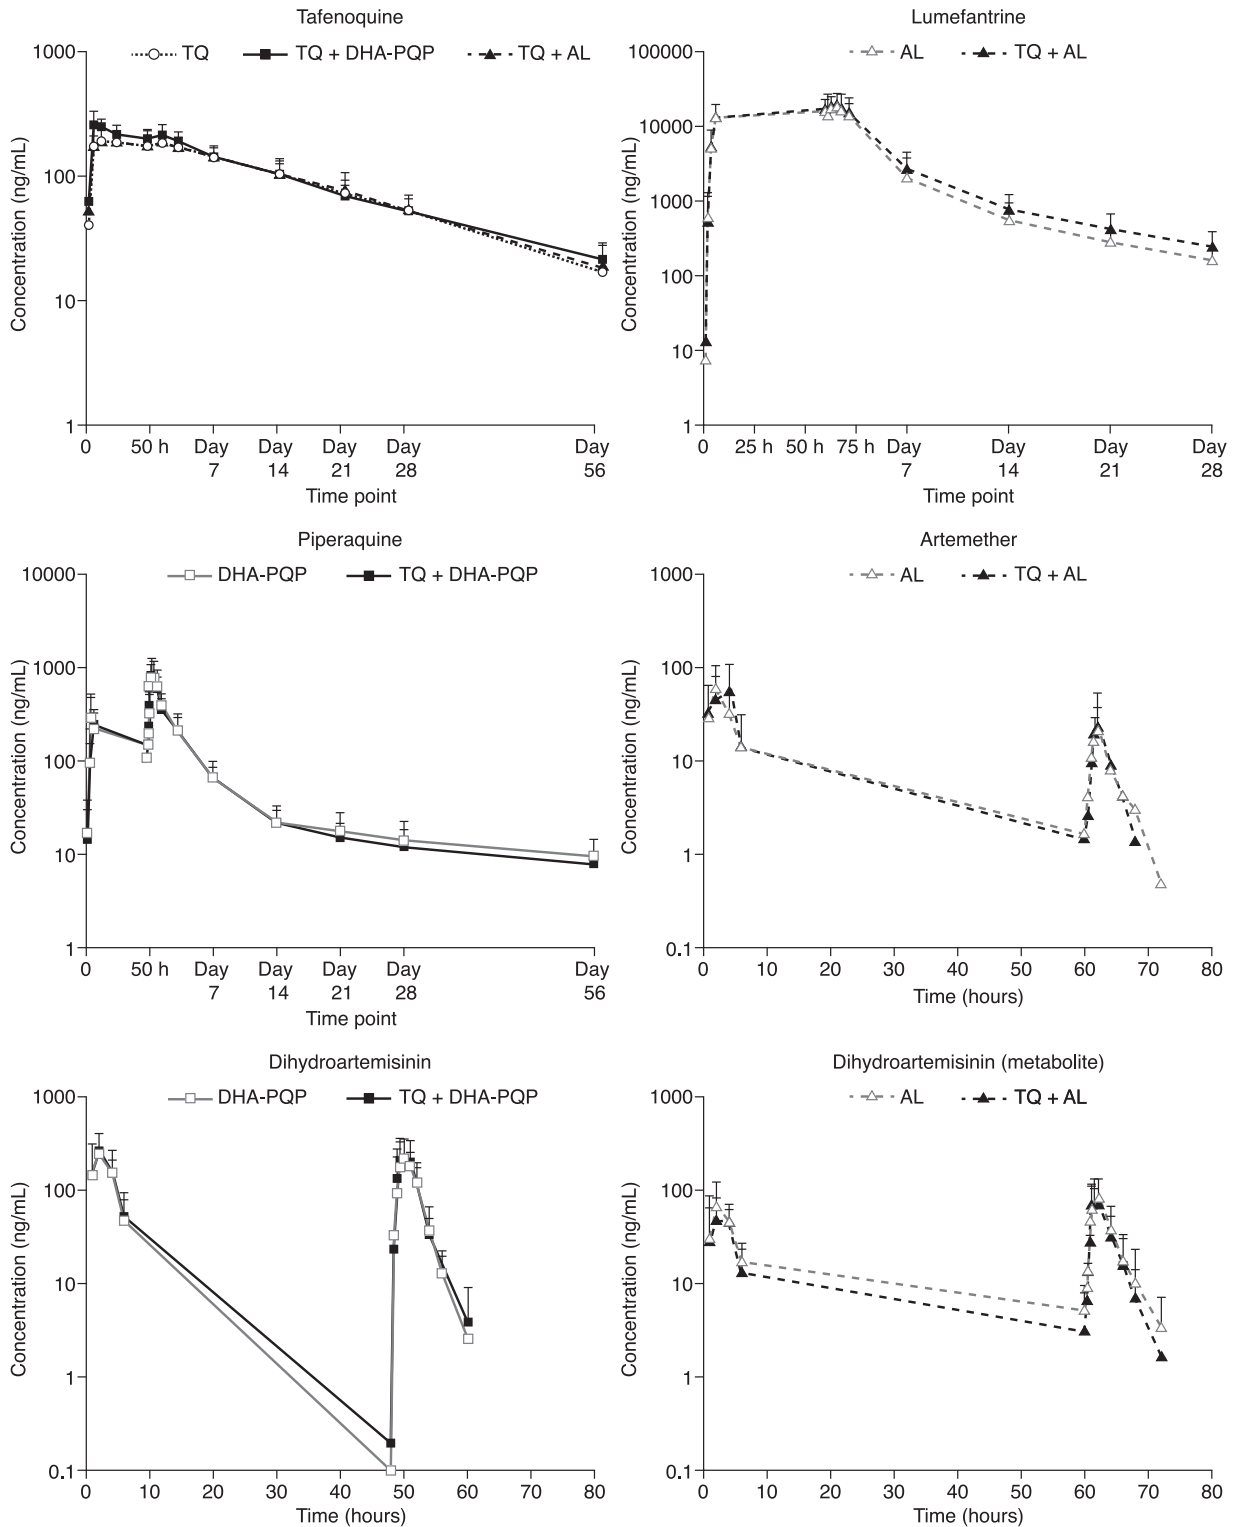 Tafenoquine
TQ TQ + DHA-PQP TQ + AL
Concentration (ng/mL)
1000
100
10
1
0 50 h Day 7 Day 14 Day 21 Day 28 Day 56
Time point
Lumefantrine
AL TQ + AL
Concentration (ng/mL)
100000
10000
1000
100
10
1
0 25 h 50 h 75 h Day 7 Day 14 Day 21 Day 28
Time point
Piperaquine
DHA-PQP TQ + DHA-PQP
Concentration (ng/mL)
10000
1000
100
10
1
0 50 h Day 7 Day 14 Day 21 Day 28 Day 56
Time point
Artemether
AL TQ + AL
Concentration (ng/mL)
1000
100
10
1
0.1
0 10 20 30 40 50 60 70 80
Time (hours)
Dihydroartemisinin
DHA-PQP TQ + DHA-PQP
Concentration (ng/mL)
1000
100
10
1
0.1
0 10 20 30 40 50 60 70 80
Time (hours)
Dihydroartemisinin (metabolite)
AL TQ + AL
Concentration (ng/mL)
1000
100
10
1
0.1
0 10 20 30 40 50 60 70 80
Time (hours)